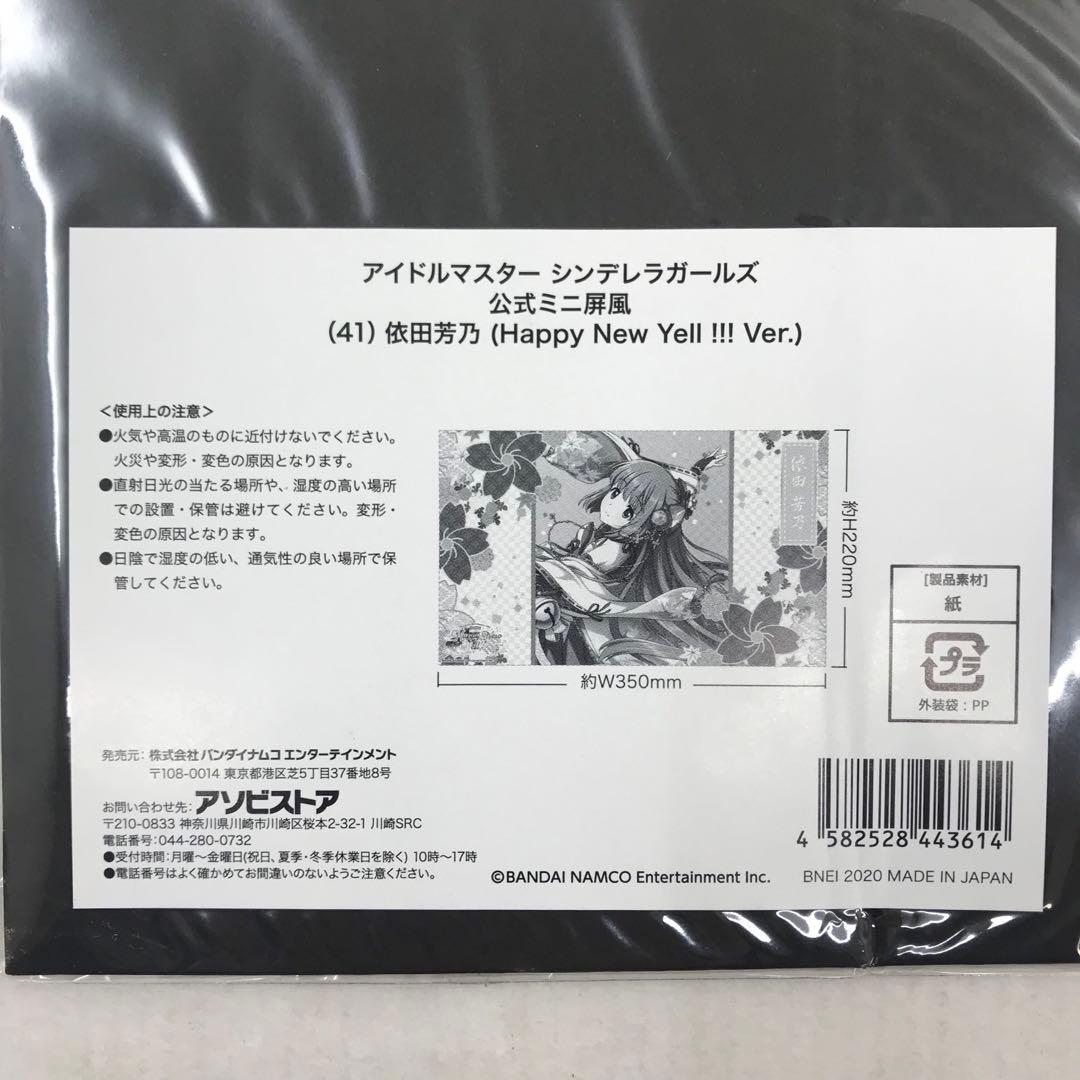 アイドルマスター シンデレラガールズ
公式ミニ屏風
(41) 依田芳乃 (Happy New Yell !!! Ver.)
＜使用上の注意＞
●火気や高温のものに近付けないでください。
火災や変形・変色の原因となります。
●直射日光の当たる場所や、湿度の高い場所
での設置・保管は避けてください。変形・
変色の原因となります。
●日陰で湿度の低い、通気性の良い場所で保
管してください。
依田 芳乃
約H220mm
約W350mm
[製品素材]
紙
プラ
外装袋：PP
発売元：株式会社 バンダイナムコ エンターテインメント
〒108-0014 東京都港区芝5丁目37番地8号
お問い合わせ先：アソビストア
〒210-0833 神奈川県川崎市川崎区桜本2-32-1 川崎SRC
電話番号：044-280-0732
●受付時間：月曜～金曜日(祝日、夏季・冬季休業日を除く) 10時～17時
●電話番号はよく確かめてお間違いのないようご注意ください。
©BANDAI NAMCO Entertainment Inc.
4 582528 443614
BNEI 2020 MADE IN JAPAN